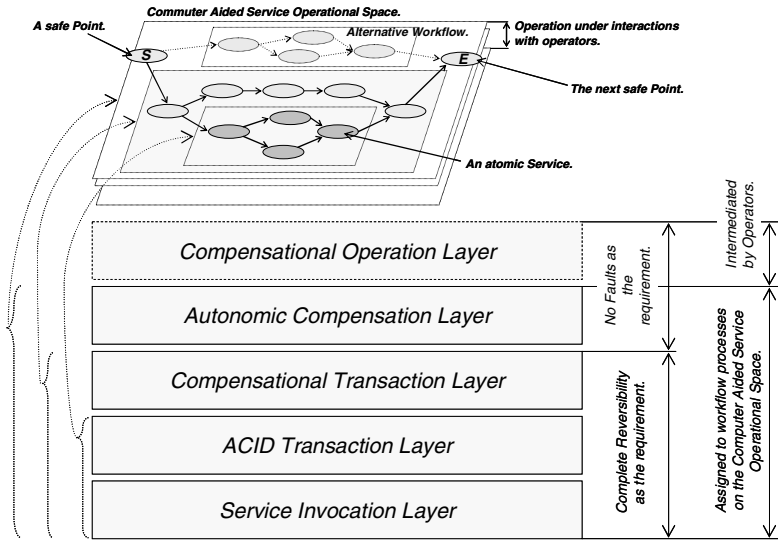 Commuter Aided Service Operational Space.
A safe Point.
Alternative Workflow.
Operation under interactions
with operators.
S
E
The next safe Point.
An atomic Service.
Compensational Operation Layer
Autonomic Compensation Layer
Compensational Transaction Layer
ACID Transaction Layer
Service Invocation Layer
No Faults as
the
requirement.
Complete Reversibility
as the requirement.
Intermediated
by Operators.
Assigned to workflow processes
on the Computer Aided Service
Operational Space.